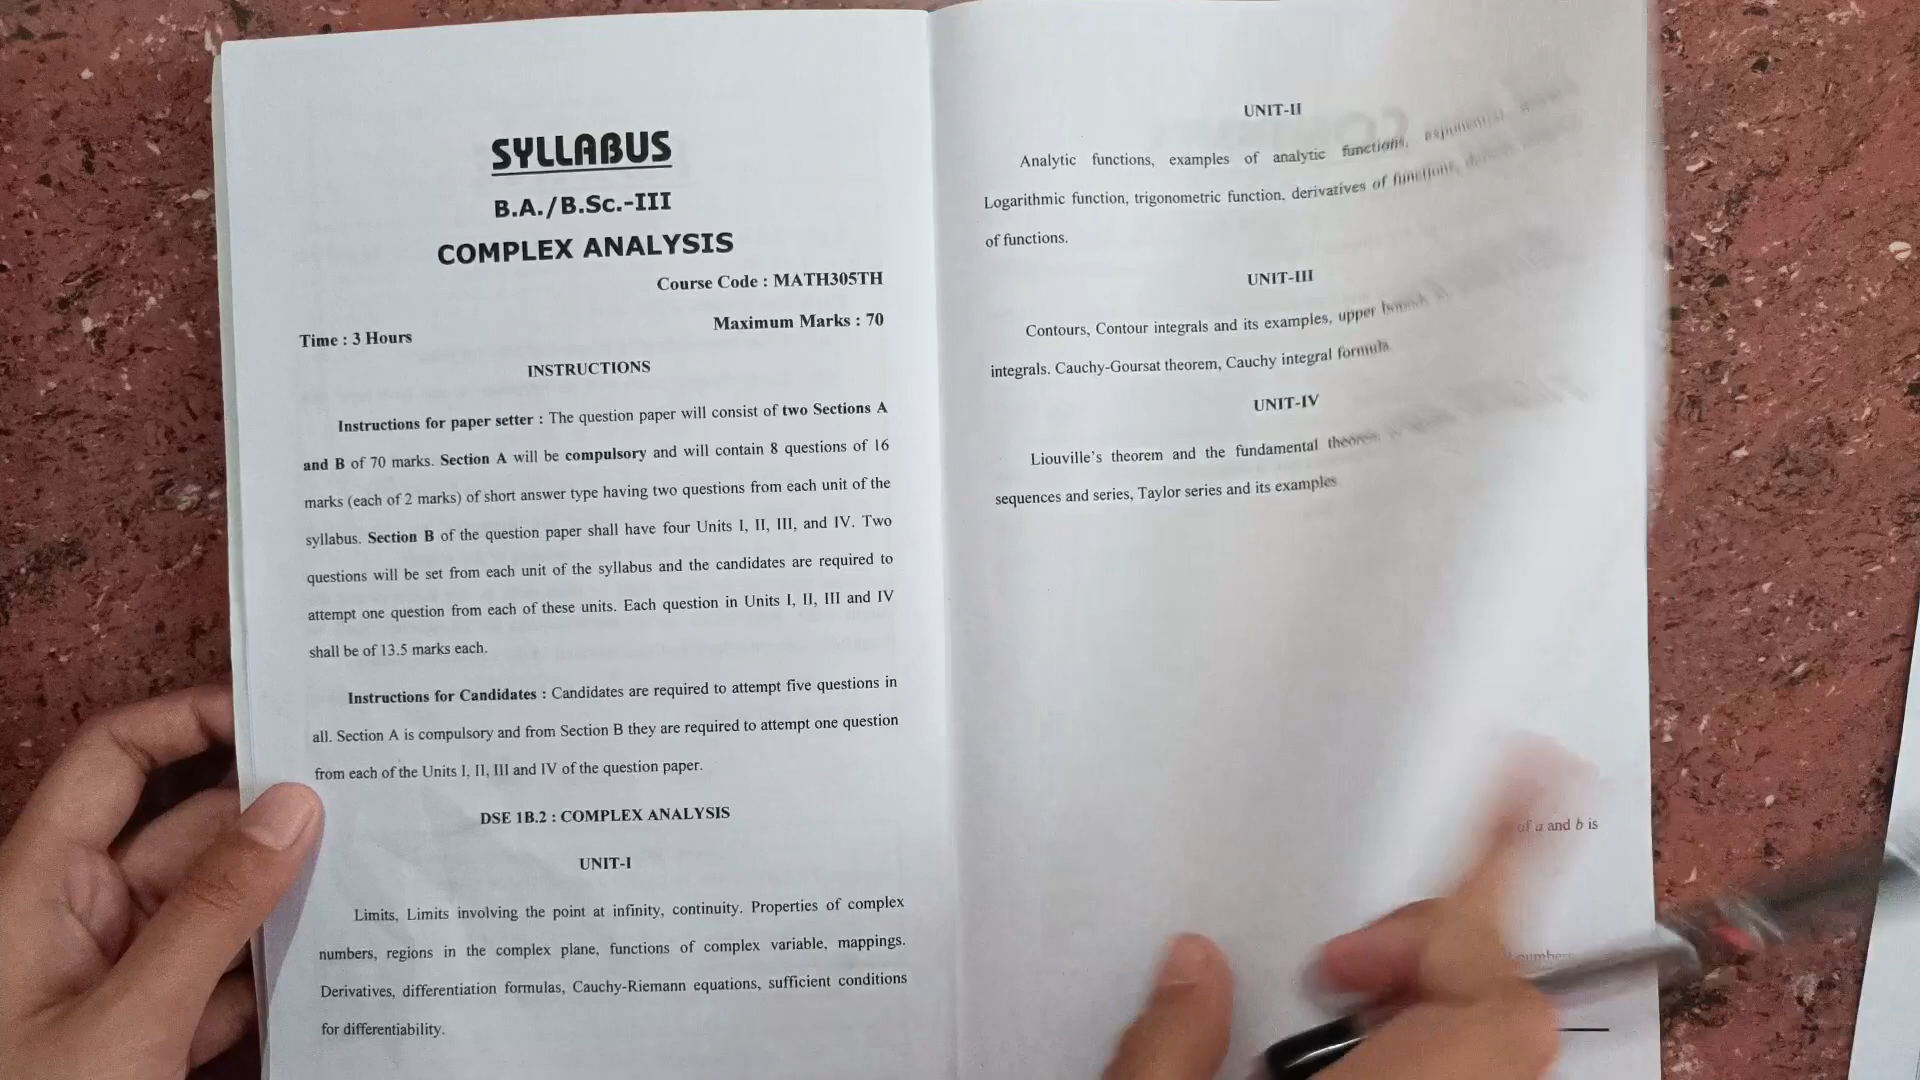 SYLLABUS
B.A./B.Sc.-III
COMPLEX ANALYSIS
Course Code : MATH305TH
Time : 3 Hours
Maximum Marks : 70
INSTRUCTIONS
Instructions for paper setter : The question paper will consist of two Sections A
and B of 70 marks. Section A will be compulsory and will contain 8 questions of 16
marks (each of 2 marks) of short answer type having two questions from each unit of the
syllabus. Section B of the question paper shall have four Units I, II, III, and IV. Two
questions will be set from each unit of the syllabus and the candidates are required to
attempt one question from each of these units. Each question in Units I, II, III and IV
shall be of 13.5 marks each.
Instructions for Candidates : Candidates are required to attempt five questions in
all. Section A is compulsory and from Section B they are required to attempt one question
from each of the Units I, II, III and IV of the question paper.
DSE 1B.2 : COMPLEX ANALYSIS
UNIT-I
Limits, Limits involving the point at infinity, continuity. Properties of complex
numbers, regions in the complex plane, functions of complex variable, mappings.
Derivatives, differentiation formulas, Cauchy-Riemann equations, sufficient conditions
for differentiability.
UNIT-II
Analytic functions, examples of analytic functions, exponential
Logarithmic function, trigonometric function, derivatives of functions,
of functions.
UNIT-III
Contours, Contour integrals and its examples, upper
integrals. Cauchy-Goursat theorem, Cauchy integral formula
UNIT-IV
Liouville's theorem and the fundamental theorem
sequences and series, Taylor series and its examples
of a and b is